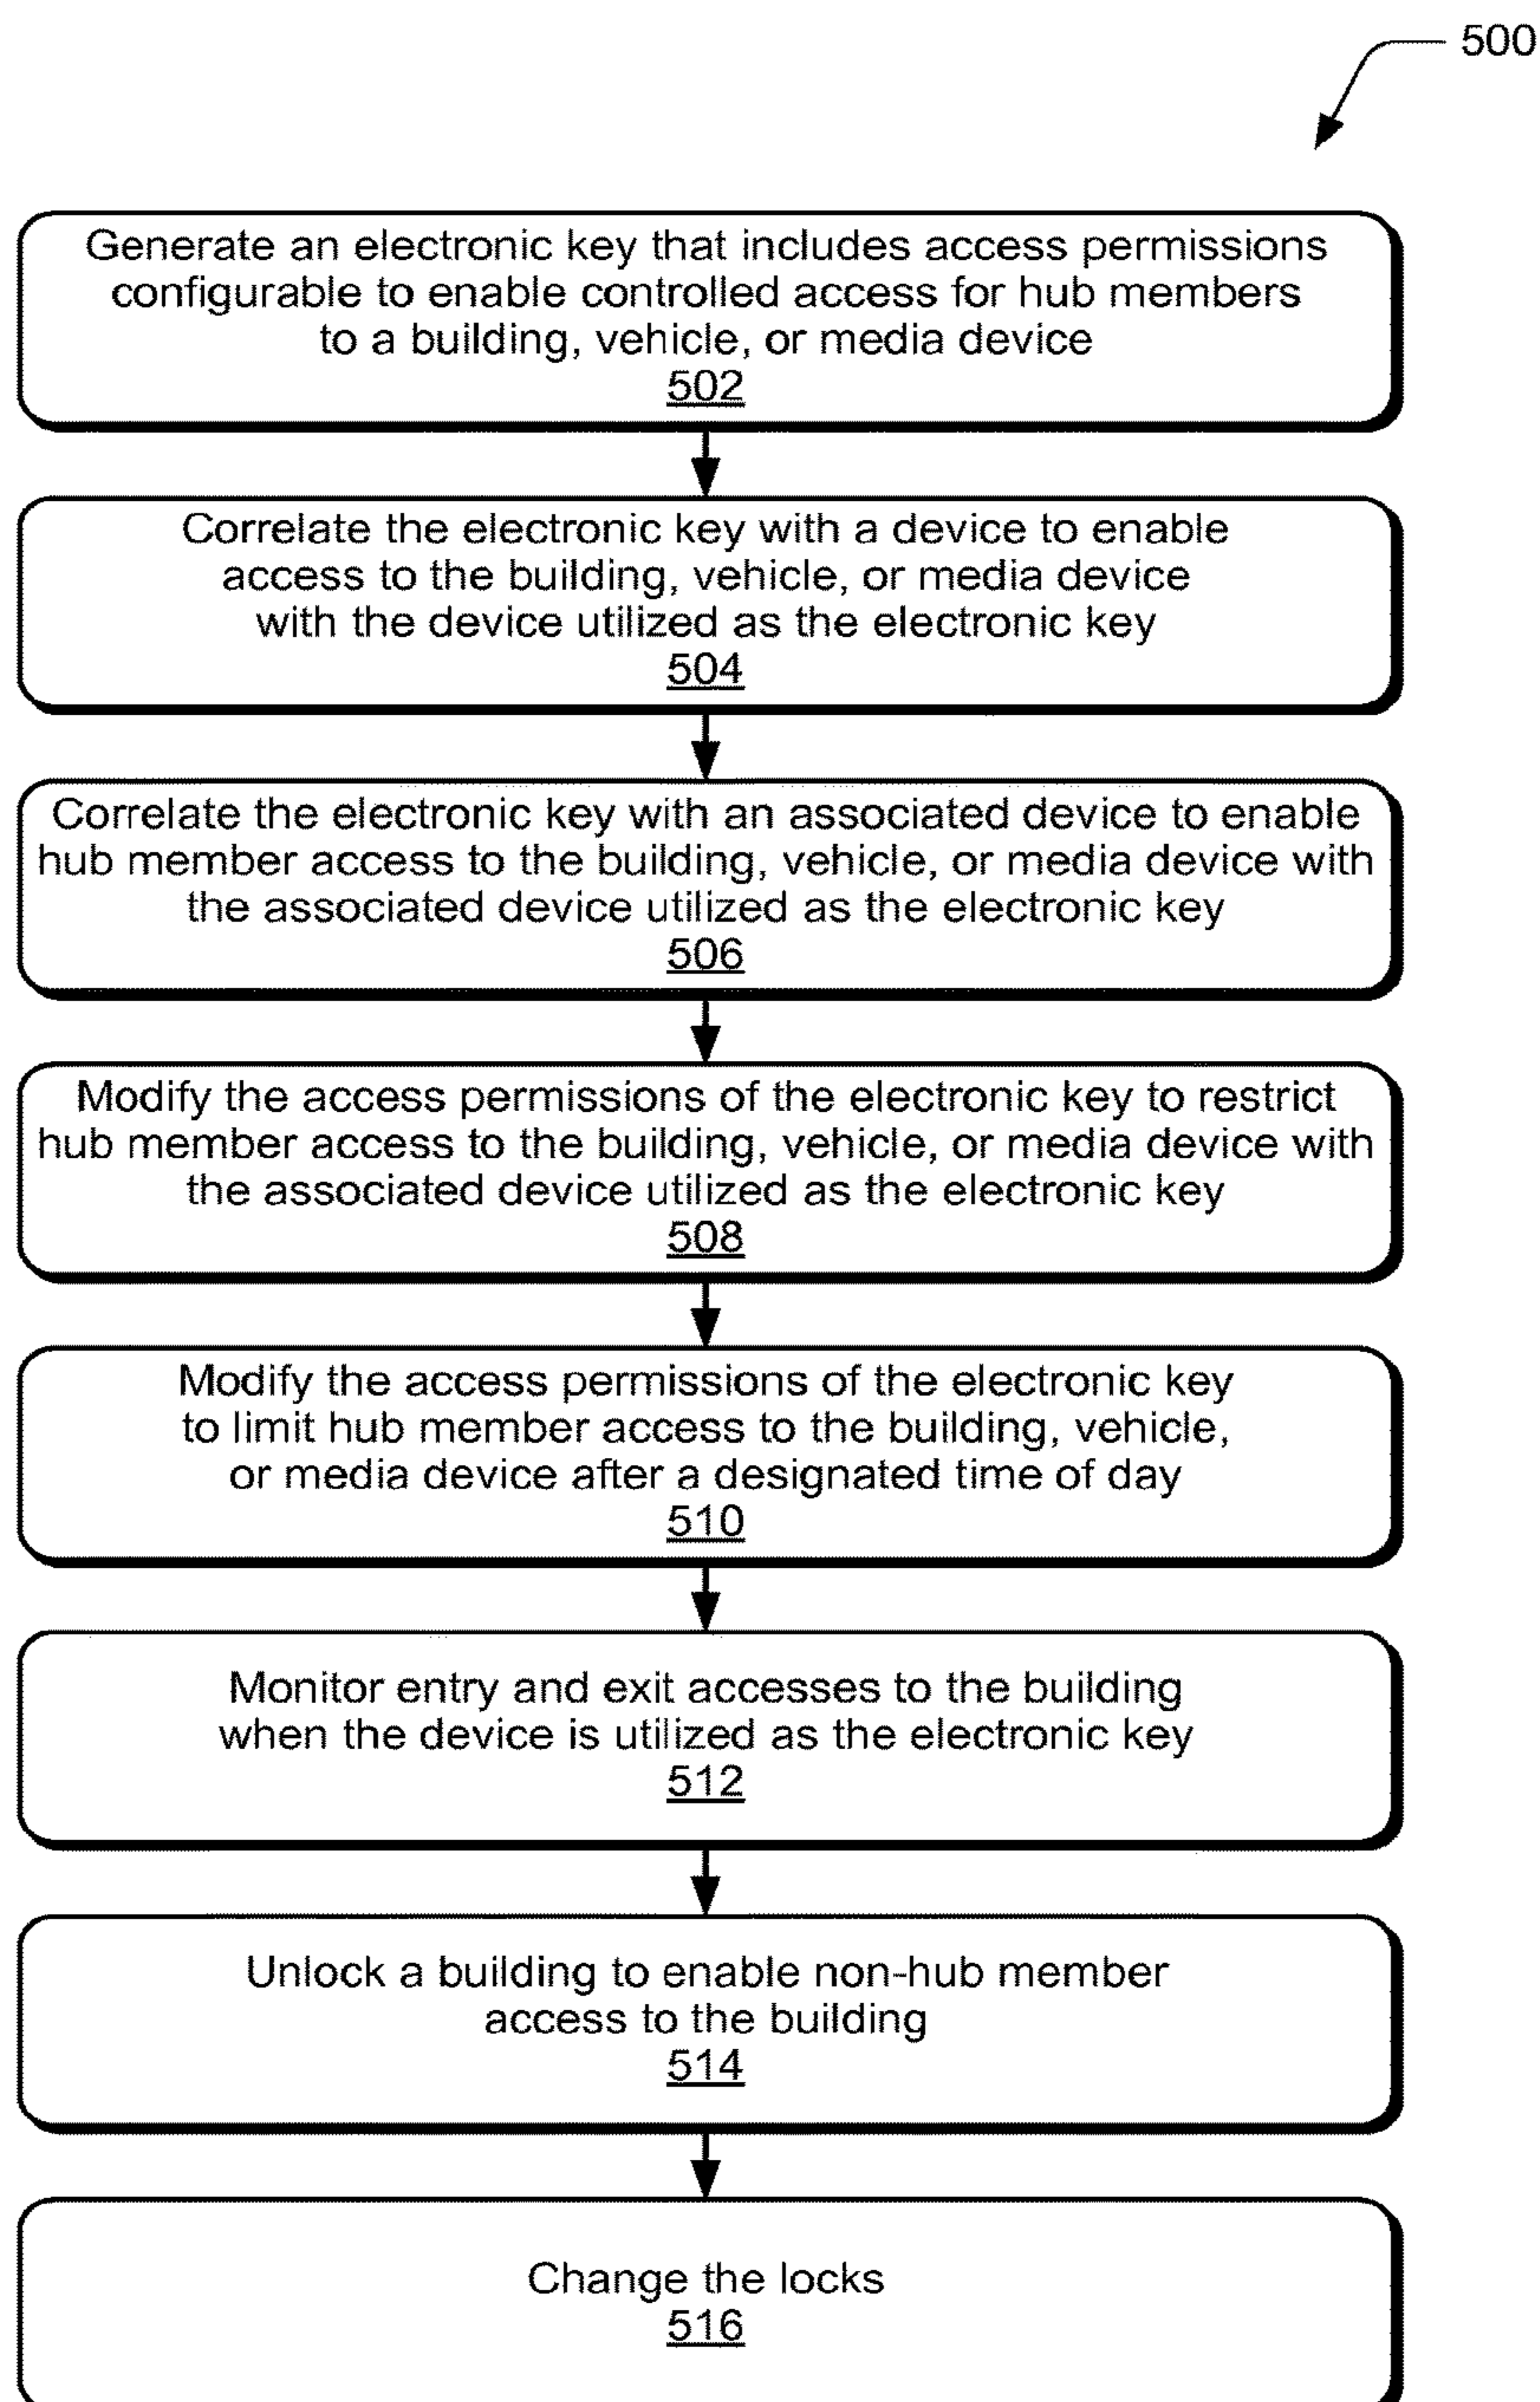 500
Generate an electronic key that includes access permissions
configurable to enable controlled access for hub members
to a building, vehicle, or media device
502
Correlate the electronic key with a device to enable
access to the building, vehicle, or media device
with the device utilized as the electronic key
504
Correlate the electronic key with an associated device to enable
hub member access to the building, vehicle, or media device with
the associated device utilized as the electronic key
506
Modify the access permissions of the electronic key to restrict
hub member access to the building, vehicle, or media device with
the associated device utilized as the electronic key
508
Modify the access permissions of the electronic key
to limit hub member access to the building, vehicle,
or media device after a designated time of day
510
Monitor entry and exit accesses to the building
when the device is utilized as the electronic key
512
Unlock a building to enable non-hub member
access to the building
514
Change the locks
516